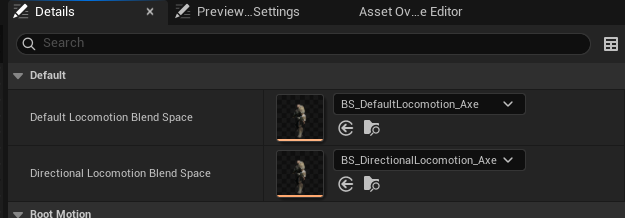 Details
Preview...Settings
Asset Ov...e Editor
Search
Default
Default Locomotion Blend Space
BS_DefaultLocomotion_Axe
Directional Locomotion Blend Space
BS_DirectionalLocomotion_Axe
Root Motion